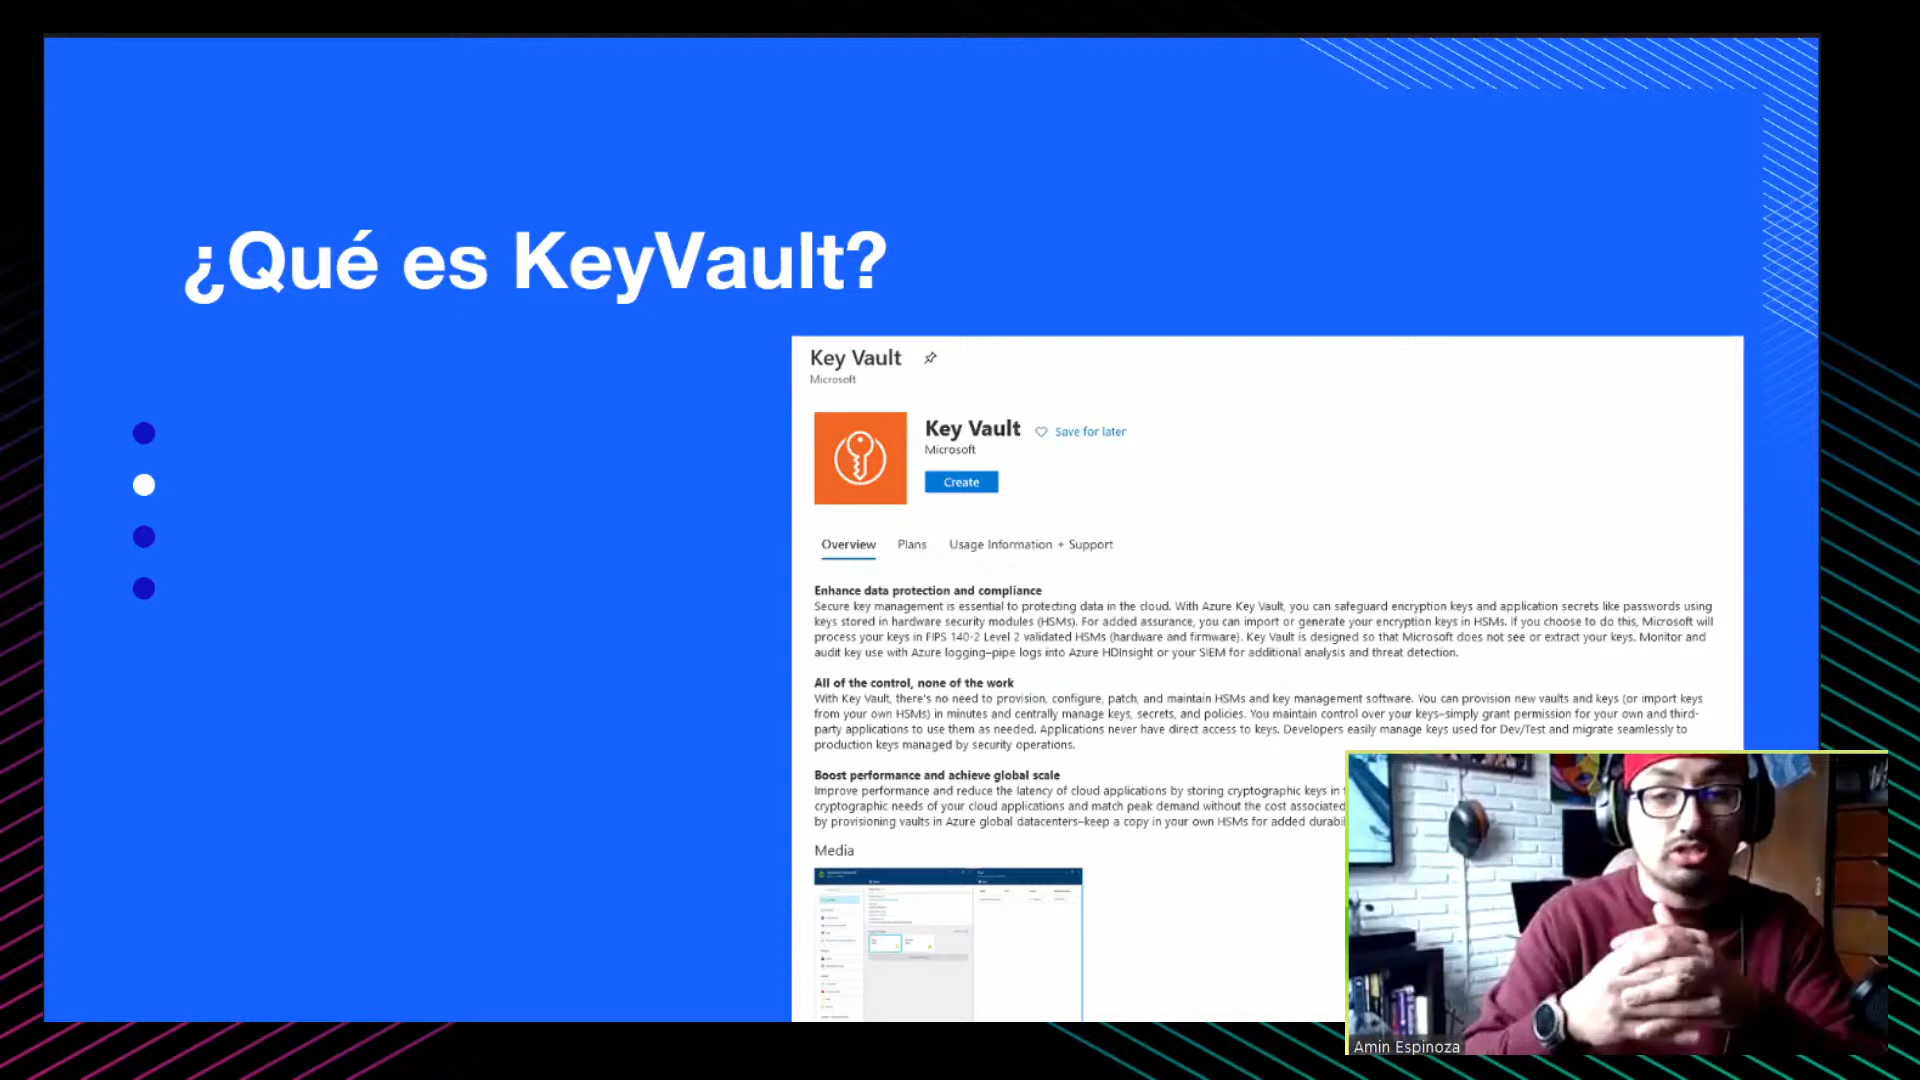 ¿Qué es KeyVault?
Key Vault
Microsoft
Key Vault
Save for later
Microsoft
Create
Overview Plans Usage Information + Support
Enhance data protection and compliance
Secure key management is essential to protecting data in the cloud. With Azure Key Vault, you can safeguard encryption keys and application secrets like passwords using
keys stored in hardware security modules (HSMs). For added assurance, you can import or generate your encryption keys in HSMs. If you choose to do this, Microsoft will
process your keys in FIPS 140-2 Level 2 validated HSMs (hardware and firmware). Key Vault is designed so that Microsoft does not see or extract your keys. Monitor and
audit key use with Azure logging–pipe logs into Azure HDInsight or your SIEM for additional analysis and threat detection.
All of the control, none of the work
With Key Vault, there's no need to provision, configure, patch, and maintain HSMs and key management software. You can provision new vaults and keys (or import keys
from your own HSMs) in minutes and centrally manage keys, secrets, and policies. You maintain control over your keys–simply grant permission for your own and third-
party applications to use them as needed. Applications never have direct access to keys. Developers easily manage keys used for Dev/Test and migrate seamlessly to
production keys managed by security operations.
Boost performance and achieve global scale
Improve performance and reduce the latency of cloud applications by storing cryptographic keys in
cryptographic needs of your cloud applications and match peak demand without the cost associated
by provisioning vaults in Azure global datacenters–keep a copy in your own HSMs for added
Media
Amin Espinoza